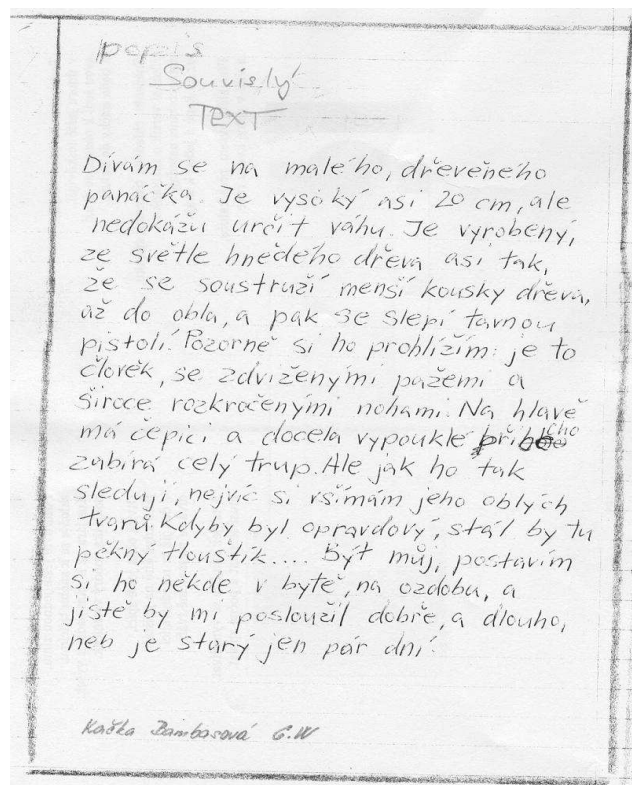 popis
Souvislý
TEXT
Dívám se na malého, dřeveného
panáčka. Je vysoký asi 20 cm, ale
nedokážu určit váhu. Je vyrobený,
ze světle hnědého dřeva asi tak,
že se soustruží menší kousky dřeva,
až do obla, a pak se slepí tavnou
pistolí. Pozorně si ho prohlížím: je to
člověk, se zdviženými pažemi a
široce rozkročenými nohami. Na hlavě
má čepici a docela vypouklé břicho
zabírá celý trup. Ale jak ho tak
sleduji, nejvíc si všímám jeho oblých
tvarů. Kdyby byl opravdový, stál by tu
pěkný tlouštík.... Být můj, postavím
si ho někde v bytě, na ozdobu, a
jistě by mi posloužil dobře, a dlouho,
neb je starý jen pár dní.
Kačka Bambasová 6.W